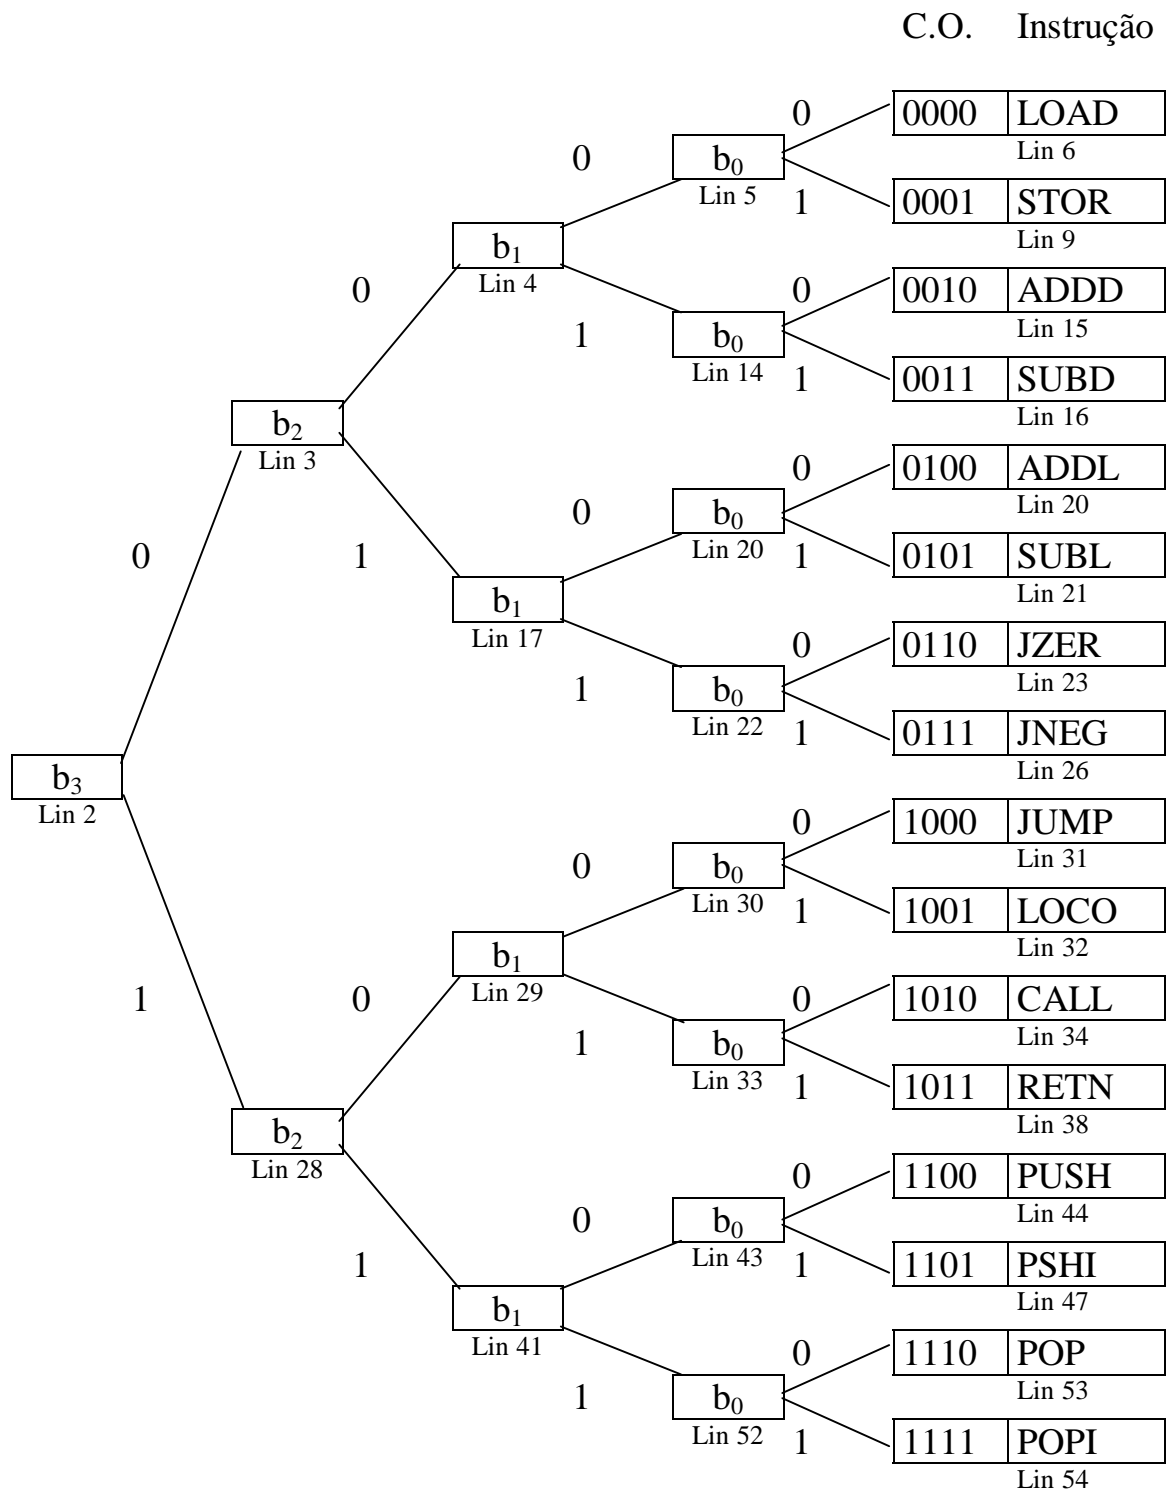 C.O. Instrução
0 0000 LOAD
0 b0 Lin 6
Lin 5 1 0001 STOR
b1 Lin 9
Lin 4
0 0 0010 ADDD
1 b0 Lin 15
Lin 14 1 0011 SUBD
b2 Lin 16
Lin 3
0 0100 ADDL
0 b0 Lin 20
0 1 Lin 20 1 0101 SUBL
b1 Lin 21
Lin 17
0 0110 JZER
1 b0 Lin 23
Lin 22 1 0111 JNEG
b3 Lin 26
Lin 2
0 1000 JUMP
0 b0 Lin 31
Lin 30 1 1001 LOCO
b1 Lin 32
Lin 29
1 0 0 1010 CALL
1 b0 Lin 34
Lin 33 1 1011 RETN
b2 Lin 38
Lin 28
0 1100 PUSH
0 b0 Lin 44
1 Lin 43 1 1101 PSHI
b1 Lin 47
Lin 41
0 1110 POP
1 b0 Lin 53
Lin 52 1 1111 POPI
Lin 54